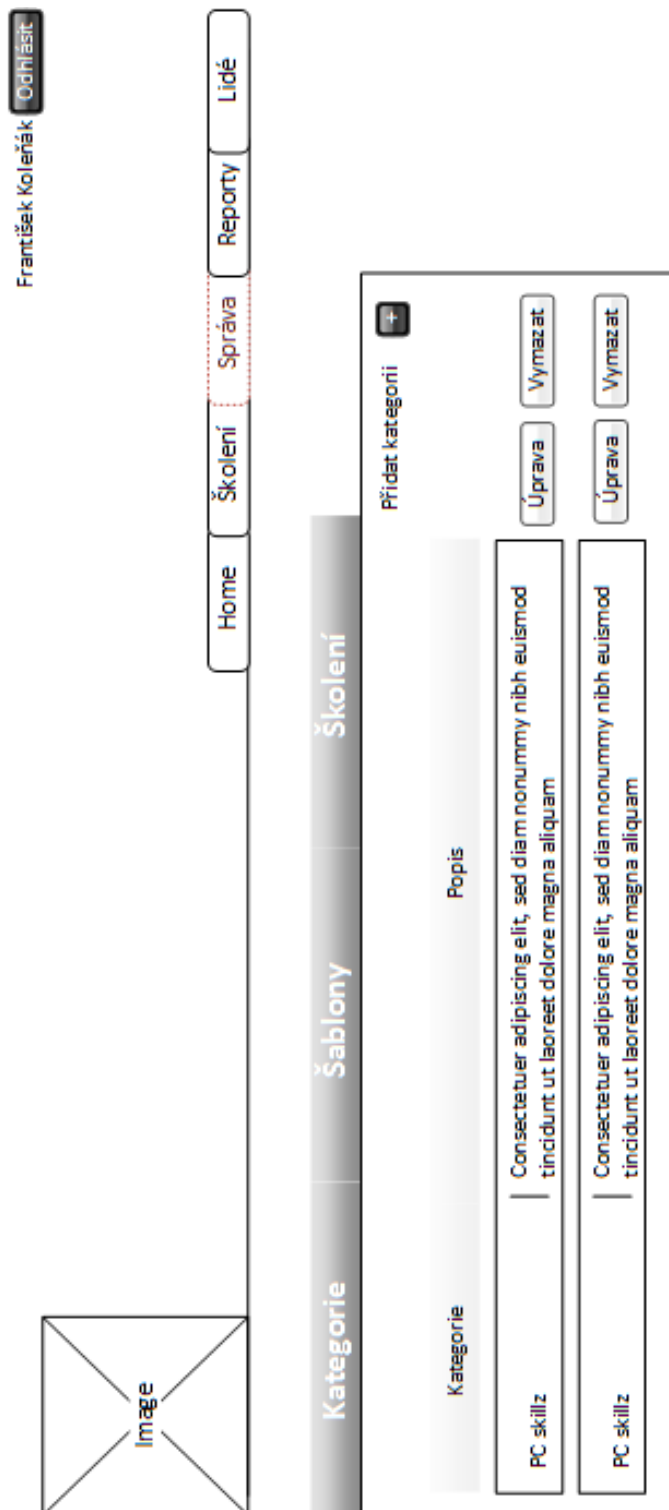 František Koleňák
Odhlásit
Image
Home
Školení
Správa
Reporty
Lidé
Kategorie
Šablony
Školení
Přidat kategorii
+
Kategorie
Popis
PC skillz
Consectetuer adipiscing elit, sed diam nonummy nibh euismod
tincidunt ut laoreet dolore magna aliquam
Úprava
Vymazat
PC skillz
Consectetuer adipiscing elit, sed diam nonummy nibh euismod
tincidunt ut laoreet dolore magna aliquam
Úprava
Vymazat